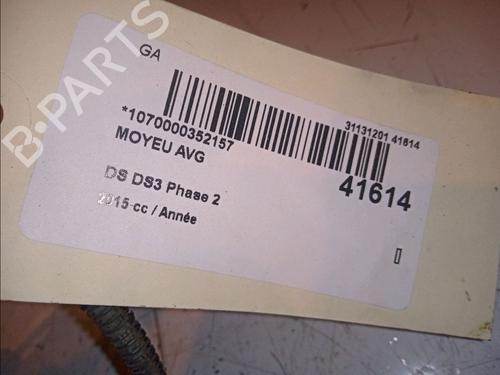 B-PARTS
GA
31131201 41614
*1070000352157
MOYEU AVG
41614
DS DS3 Phase 2
2015-cc / Année